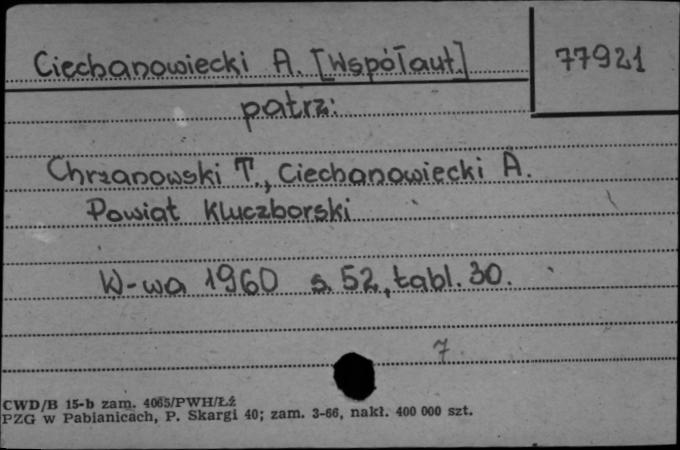 Ciechanowiecki A. [Współaut.]
77921
patrz:
Chrzanowski T., Ciechanowiecki A.
Powiat Kluczborski
W-wa 1960 s. 52, tabl. 30.
7
CWD/B 15-b zam. 4065/PWH/Łź
PZG w Pabianicach, P. Skargi 40; zam. 3-66, nakł. 400 000 szt.